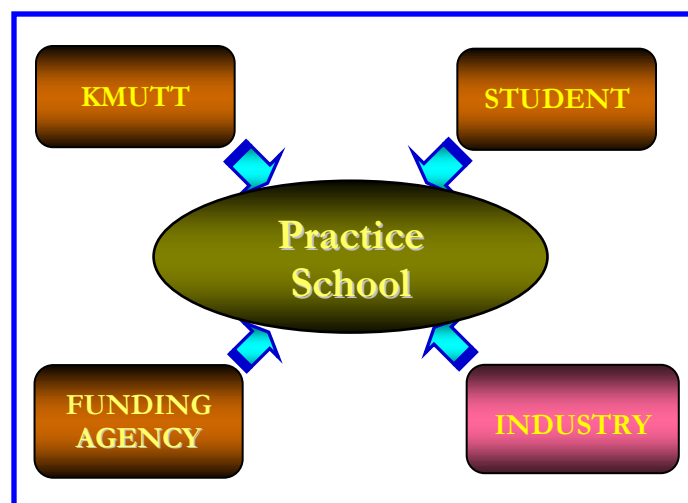 KMUTT
STUDENT
Practice
School
FUNDING
AGENCY
INDUSTRY